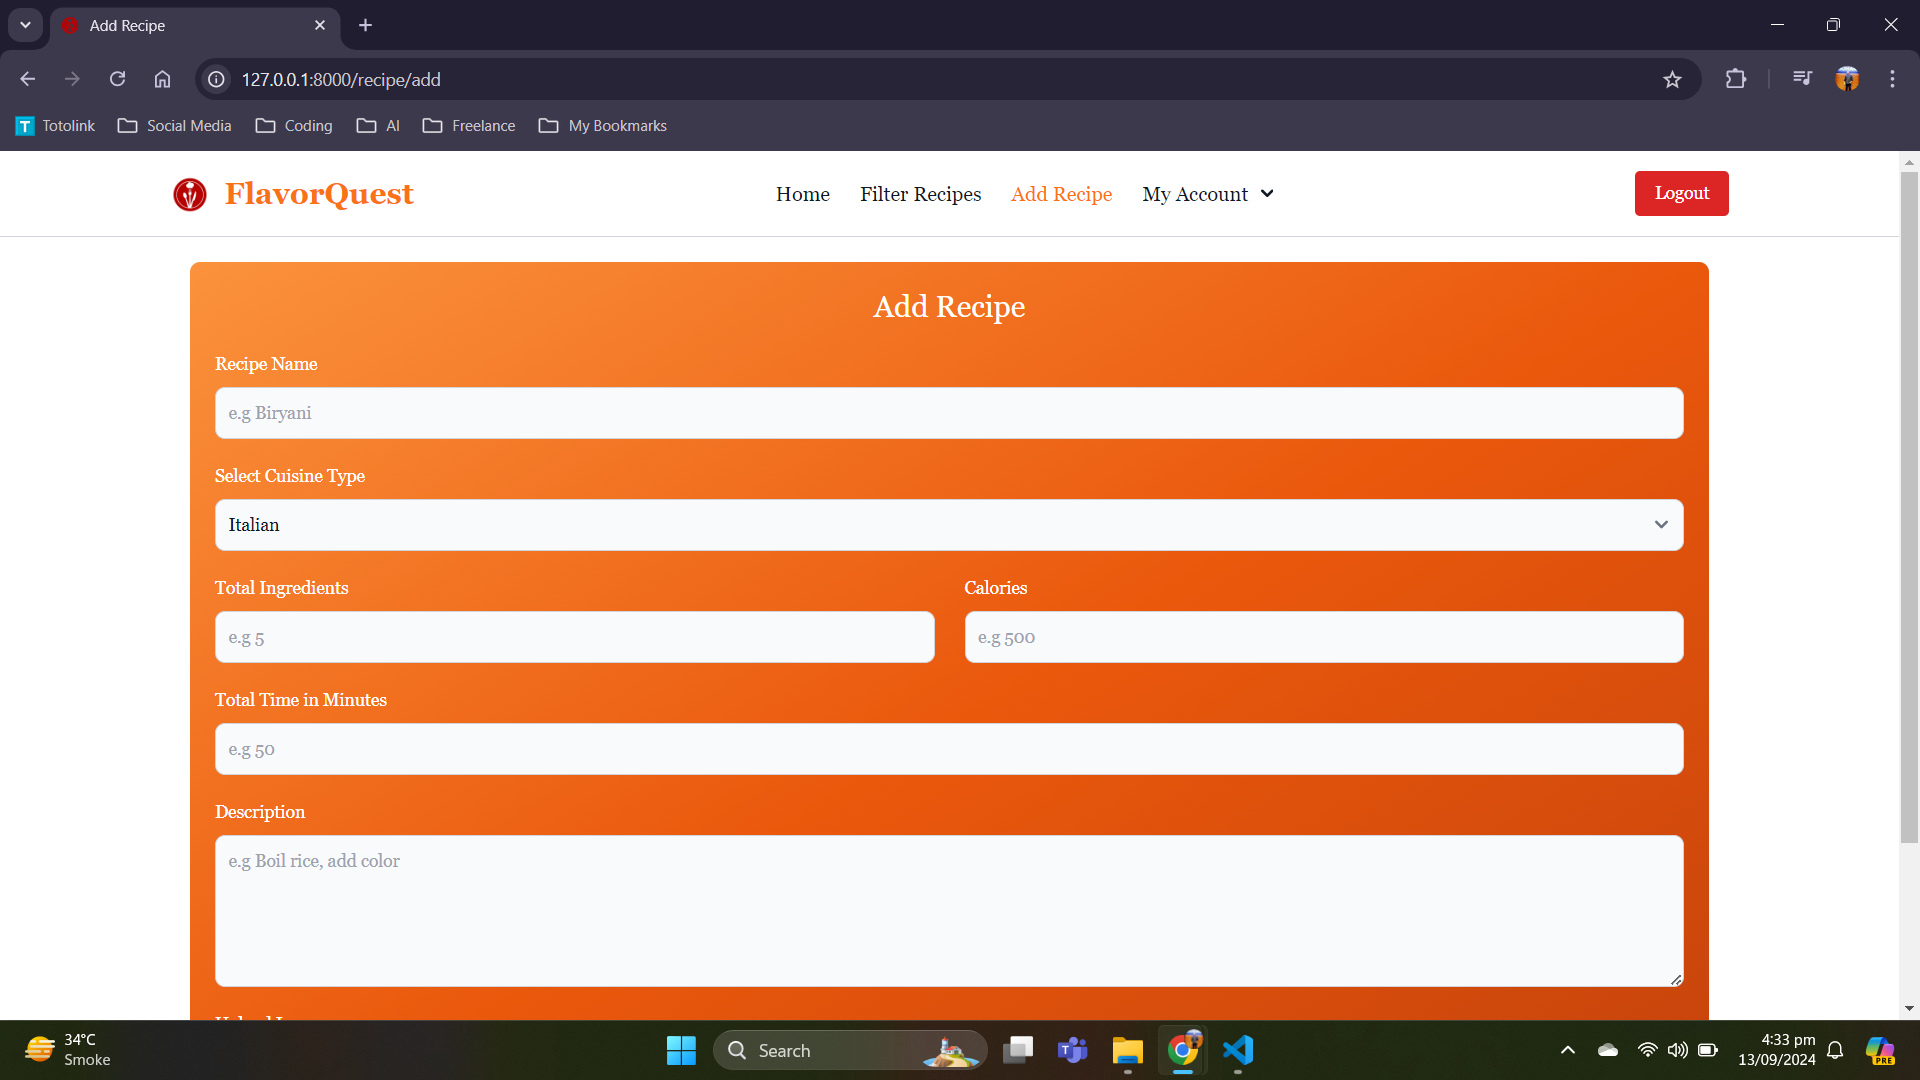 Add Recipe
127.0.0.1:8000/recipe/add
Totolink Social Media Coding AI Freelance My Bookmarks
FlavorQuest Home Filter Recipes Add Recipe My Account Logout
Add Recipe
Recipe Name
e.g Biryani
Select Cuisine Type
Italian
Total Ingredients Calories
e.g 5 e.g 500
Total Time in Minutes
e.g 50
Description
e.g Boil rice, add color
34°C
Smoke
Search
4:33 pm
13/09/2024
PRE